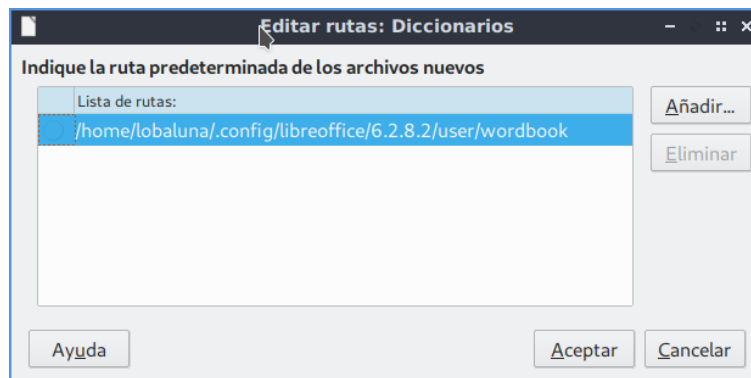 Editar rutas: Diccionarios
Indique la ruta predeterminada de los archivos nuevos
Lista de rutas:
/home/lobaluna/.config/libreoffice/6.2.8.2/user/wordbook
Añadir...
Eliminar
Ayuda
Aceptar
Cancelar